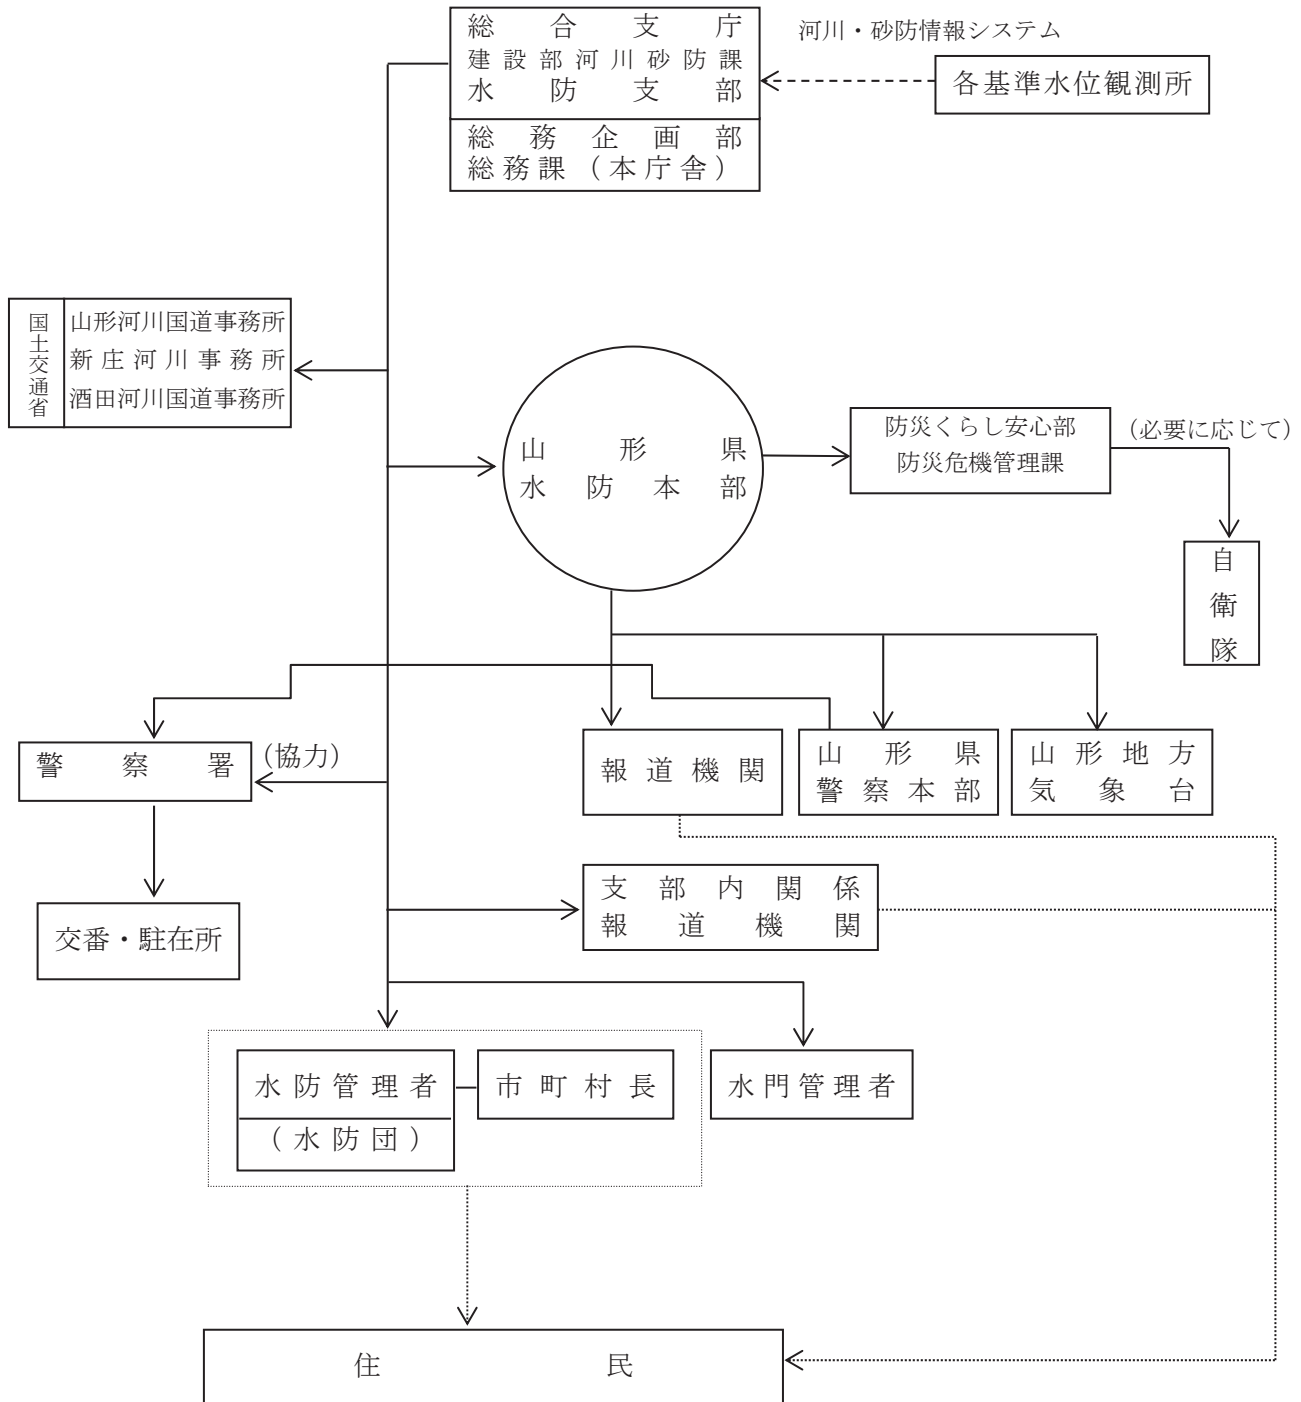 総合支庁
建設部河川砂防課
水防支部
総務企画部
総務課（本庁舎）
河川・砂防情報システム
各基準水位観測所
国土交通省
山形河川国道事務所
新庄河川事務所
酒田河川国道事務所
山形県
水防本部
防災くらし安心部
防災危機管理課
（必要に応じて）
自衛隊
警察署
（協力）
報道機関
山形県
警察本部
山形地方
気象台
交番・駐在所
支部内関係
報道機関
水防管理者
（水防団）
市町村長
水門管理者
住民